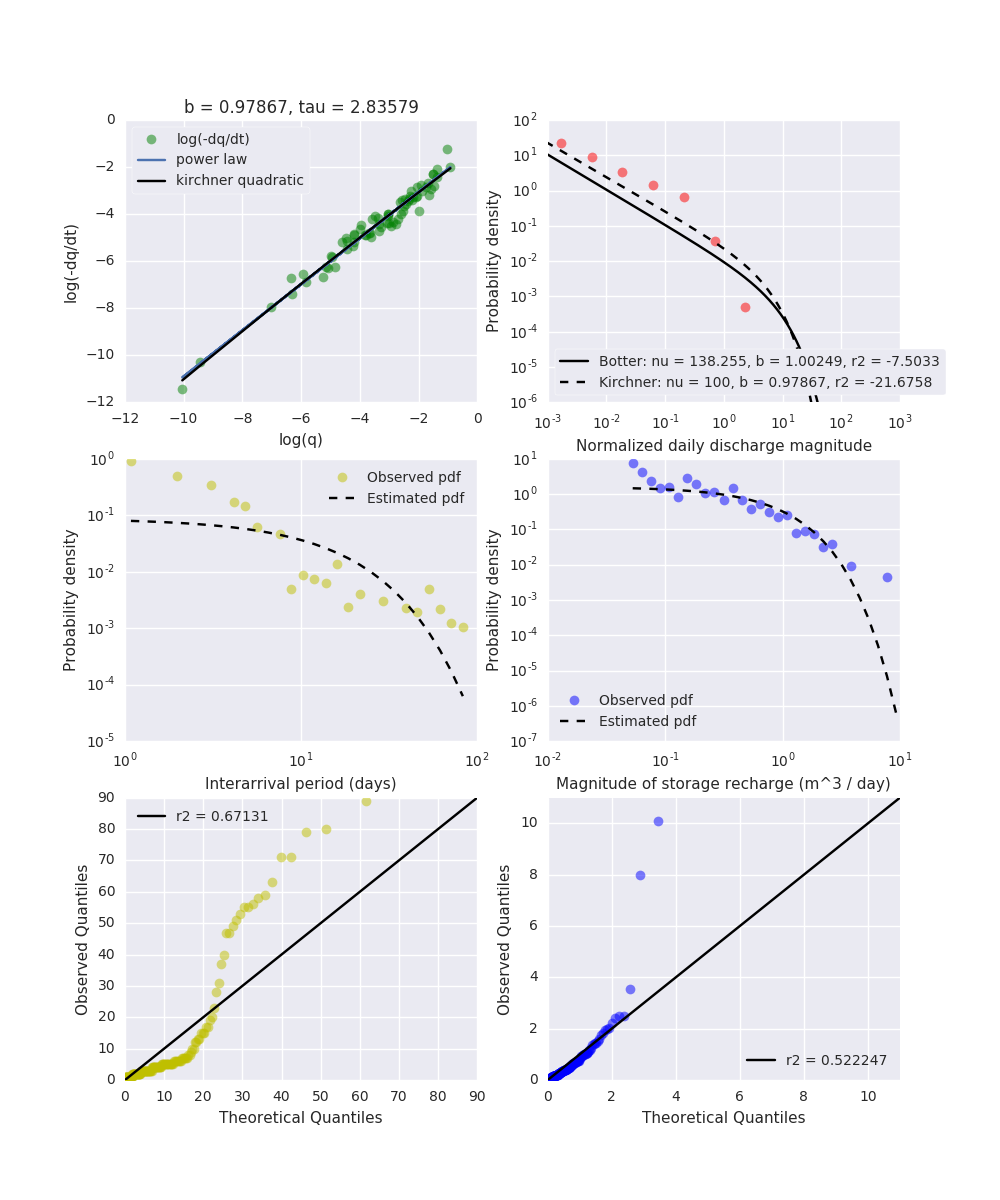 b = 0.97867, tau = 2.83579
0
−2
−4
−6
−8
−10
−12
log(-dq/dt)
log(-dq/dt)
power law
kirchner quadratic
−12 −10 −8 −6 −4 −2 0
log(q)
10^2
10^1
10^0
10^-1
10^-2
10^-3
10^-4
10^-5
10^-6
Probability density
Botter: nu = 138.255, b = 1.00249, r2 = -7.5033
Kirchner: nu = 100, b = 0.97867, r2 = -21.6758
10^-3 10^-2 10^-1 10^0 10^1 10^2 10^3
Normalized daily discharge magnitude
10^0
10^-1
10^-2
10^-3
10^-4
10^-5
Probability density
Observed pdf
Estimated pdf
10^0 10^1 10^2
Interarrival period (days)
10^1
10^0
10^-1
10^-2
10^-3
10^-4
10^-5
10^-6
10^-7
Probability density
Observed pdf
Estimated pdf
10^-2 10^-1 10^0 10^1
Magnitude of storage recharge (m^3 / day)
90
80
70
60
50
40
30
20
10
0
Observed Quantiles
r2 = 0.67131
0 10 20 30 40 50 60 70 80 90
Theoretical Quantiles
10
8
6
4
2
0
Observed Quantiles
r2 = 0.522247
0 2 4 6 8 10
Theoretical Quantiles